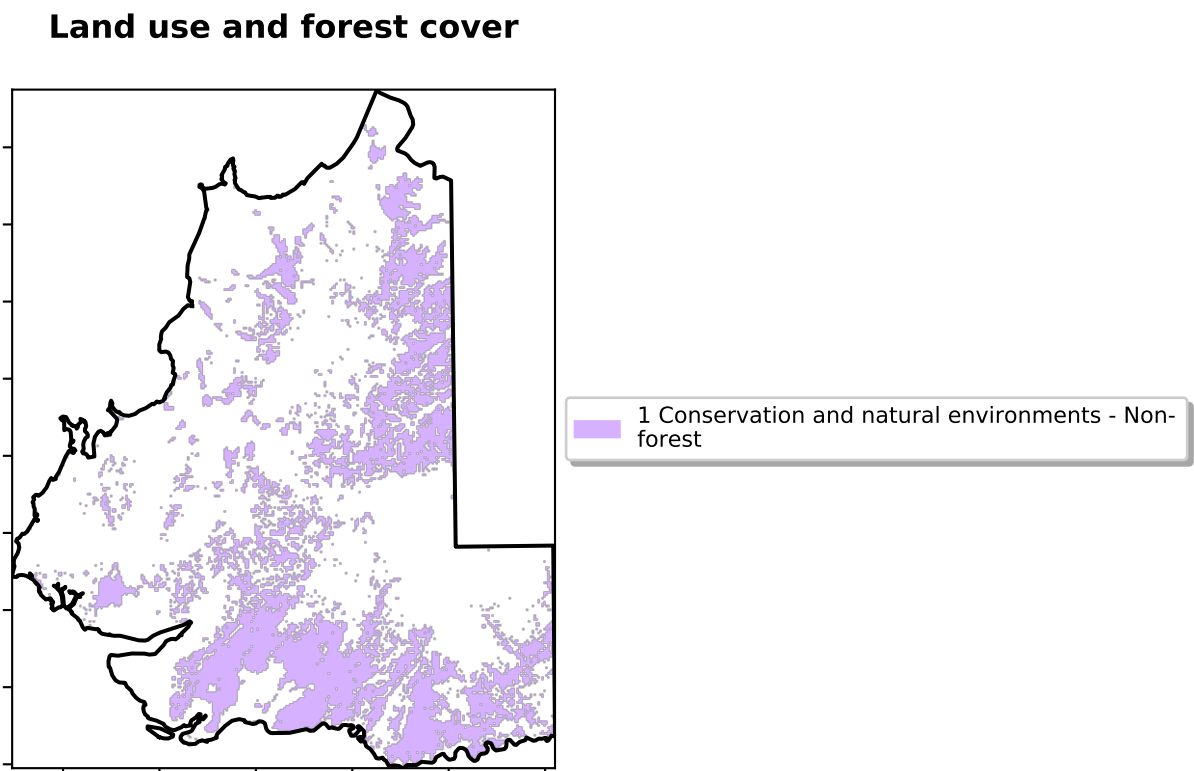 Land use and forest cover
1 Conservation and natural environments - Non-
forest